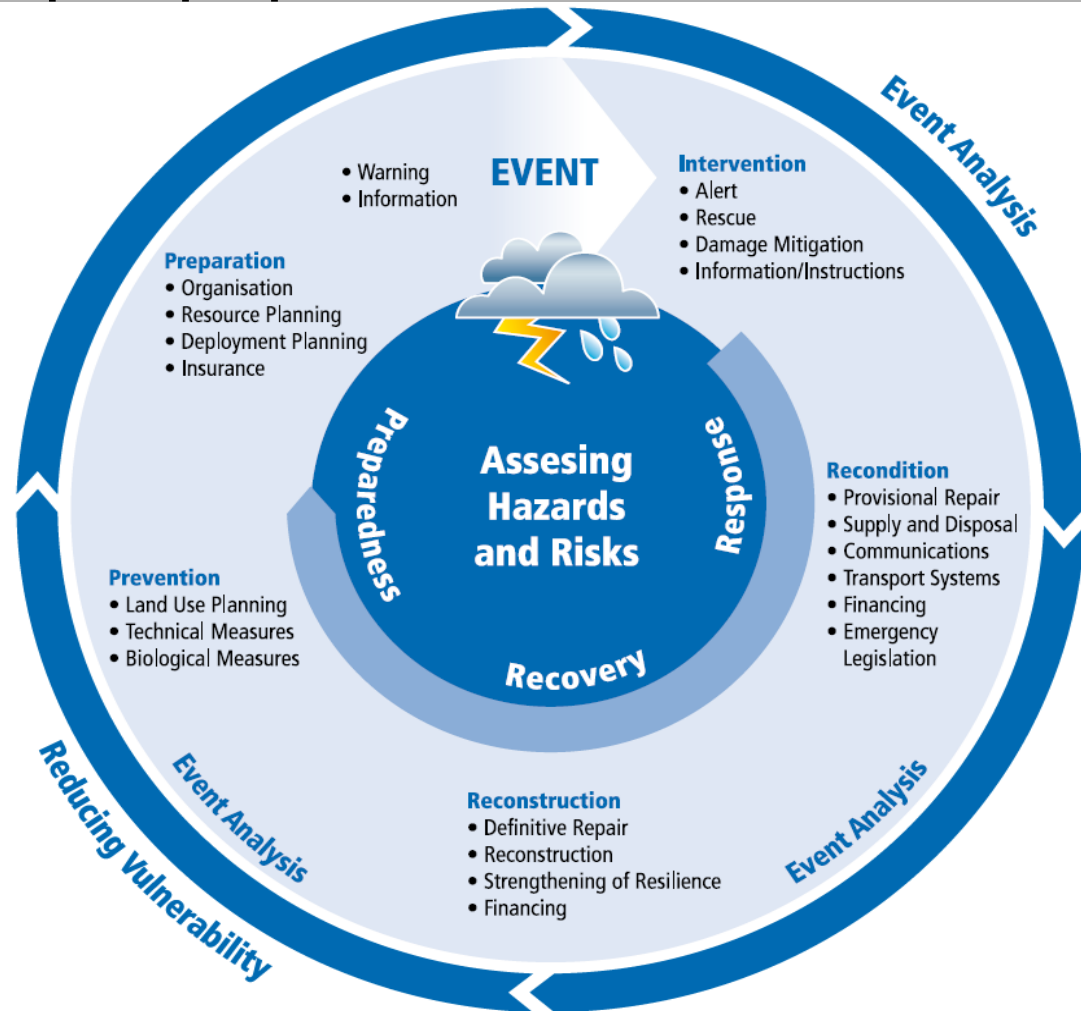 EVENT
• Warning
• Information
Intervention
• Alert
• Rescue
• Damage Mitigation
• Information/Instructions
Event Analysis
Preparation
• Organisation
• Resource Planning
• Deployment Planning
• Insurance
Preparedness
Assesing
Hazards
and Risks
Response
Recovery
Recondition
• Provisional Repair
• Supply and Disposal
• Communications
• Transport Systems
• Financing
• Emergency
Legislation
Prevention
• Land Use Planning
• Technical Measures
• Biological Measures
Reducing Vulnerability
Event Analysis
Reconstruction
• Definitive Repair
• Reconstruction
• Strengthening of Resilience
• Financing
Event Analysis